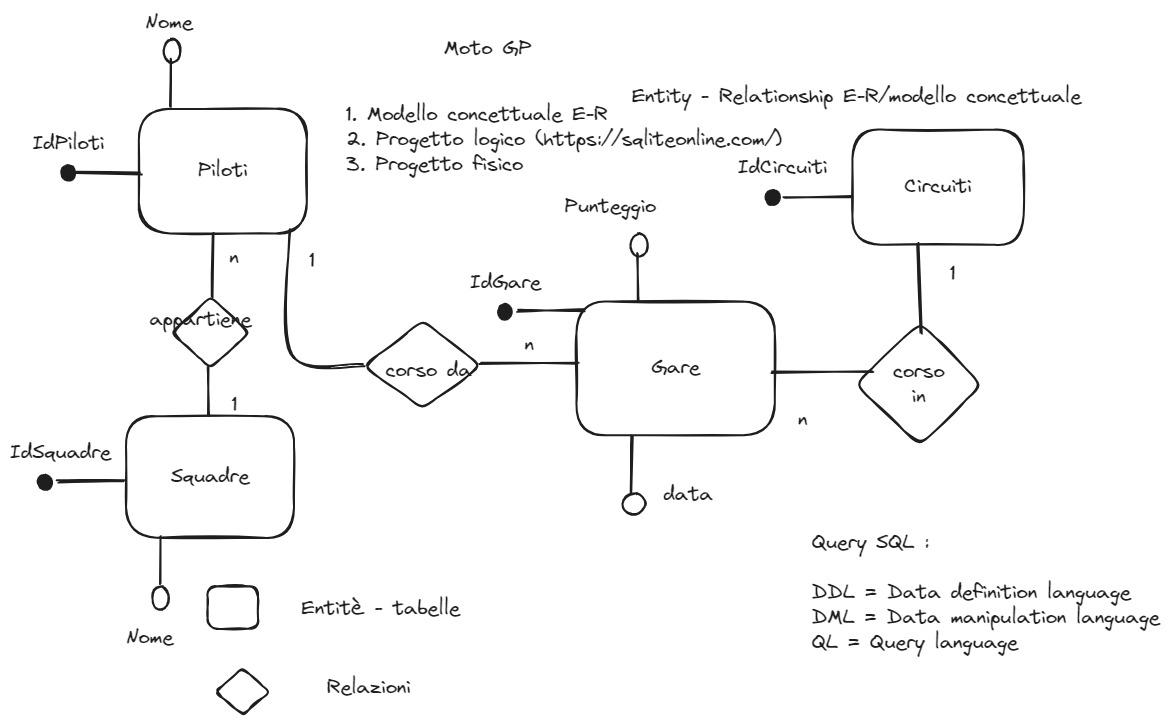 Nome
Moto GP
Entity - Relationship E-R/modello concettuale
1. Modello concettuale E-R
2. Progetto logico (https://sqliteonline.com/)
3. Progetto fisico
IdPiloti
Piloti
IdCircuiti
Circuiti
Punteggio
n
1
1
IdGare
appartiene
n
corso da
Gare
corso
in
1
n
IdSquadre
Squadre
data
Query SQL :
DDL = Data definition language
DML = Data manipulation language
QL = Query language
Entitè - tabelle
Nome
Relazioni